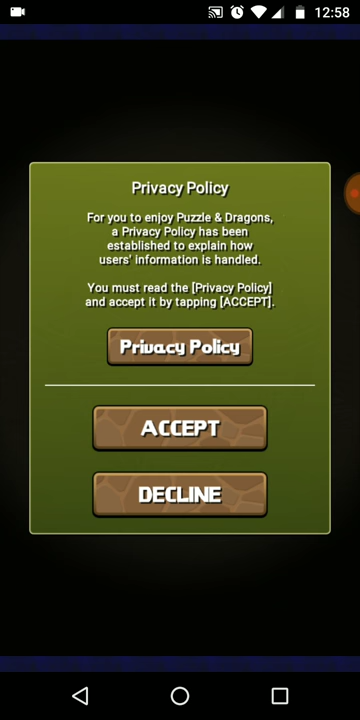 12:58
Privacy Policy
For you to enjoy Puzzle & Dragons,
a Privacy Policy has been
established to explain how
users' information is handled.
You must read the [Privacy Policy]
and accept it by tapping [ACCEPT].
Privacy Policy
ACCEPT
DECLINE